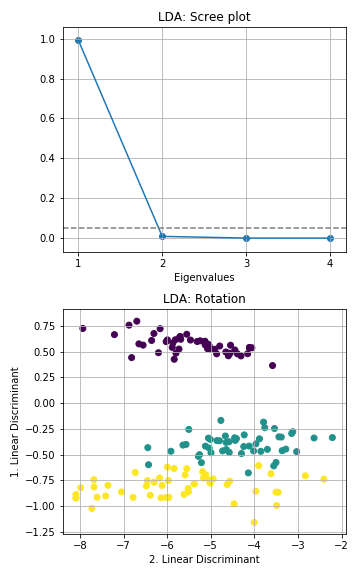 LDA: Scree plot
1.0
0.8
0.6
0.4
0.2
0.0
1 2 3 4
Eigenvalues
LDA: Rotation
0.75
0.50
0.25
0.00
−0.25
−0.50
−0.75
−1.00
−1.25
1. Linear Discriminant
−8 −7 −6 −5 −4 −3 −2
2. Linear Discriminant